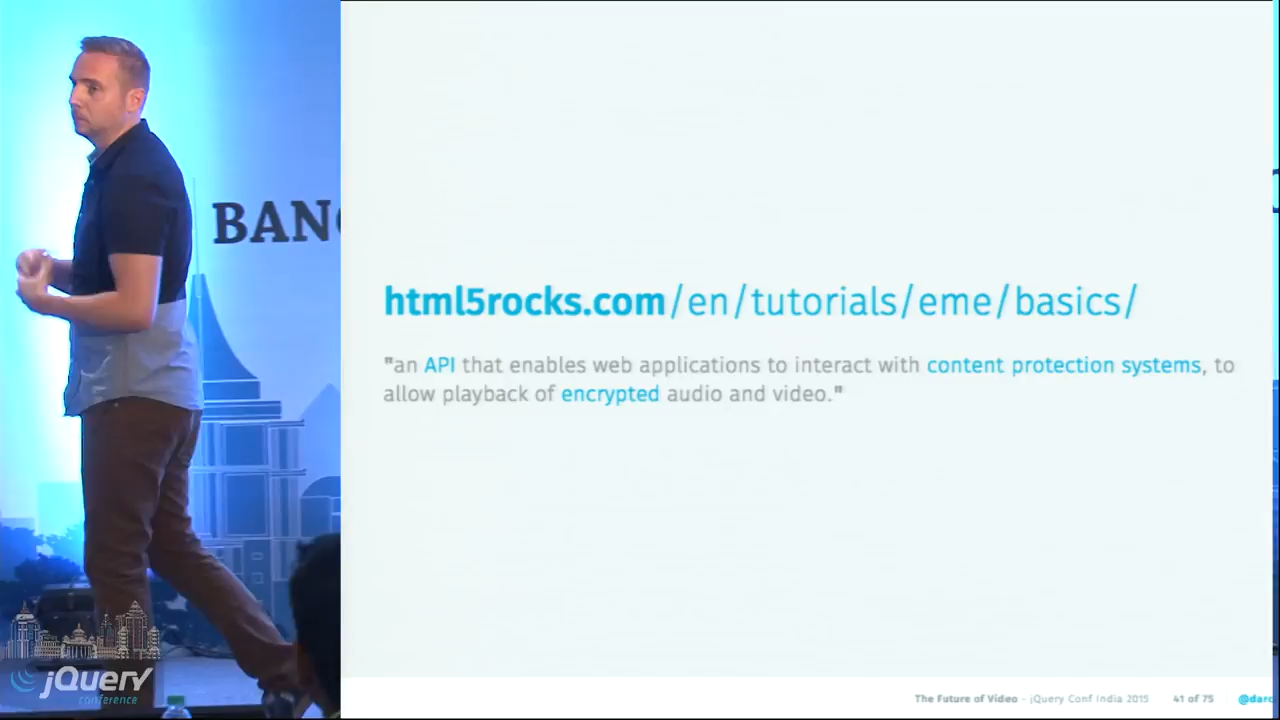 BAN
html5rocks.com/en/tutorials/eme/basics/
"an API that enables web applications to interact with content protection systems, to
allow playback of encrypted audio and video."
jQuery
conference
The Future of Video - jQuery Conf India 2015 41 of 75 @darc